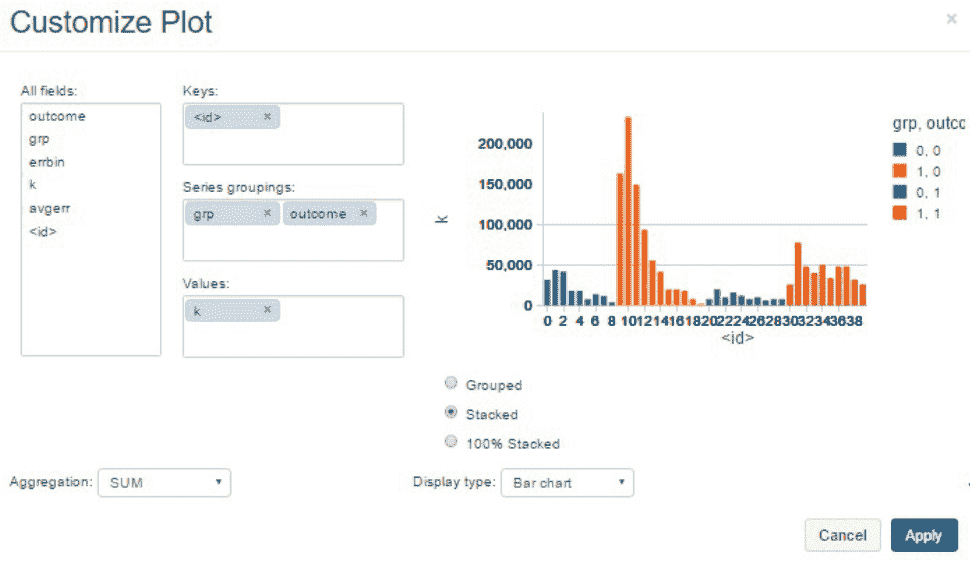 Customize Plot ×
All fields:
outcome
grp
errbin
k
avgerr
<id>
Keys:
<id> ×
Series groupings:
grp × outcome ×
Values:
k ×
k
200,000
150,000
100,000
50,000
0
0 2 4 6 8 10 12 14 16 18 20 22 24 26 28 30 32 34 36 38
<id>
grp, outcc
0, 0
1, 0
0, 1
1, 1
Grouped
Stacked
100% Stacked
Aggregation: SUM
Display type: Bar chart
Cancel Apply